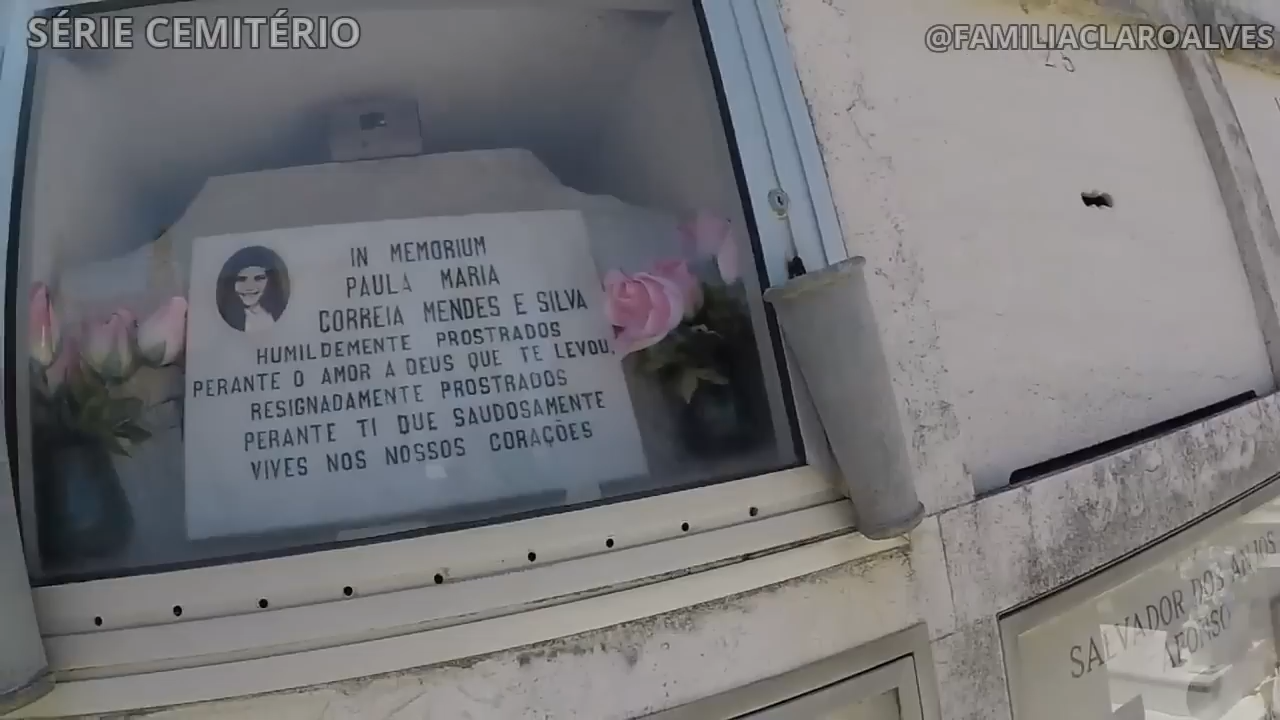 SÉRIE CEMITÉRIO
@FAMILIACLAROALVES
IN MEMORIUM
PAULA MARIA
CORREIA MENDES E SILVA
HUMILDEMENTE PROSTRADOS
PERANTE O AMOR A DEUS QUE TE LEVOU,
RESIGNADAMENTE PROSTRADOS
PERANTE TI QUE SAUDOSAMENTE
VIVES NOS NOSSOS CORAÇÕES
SALVADOR DOS ANJOS
AFONSO